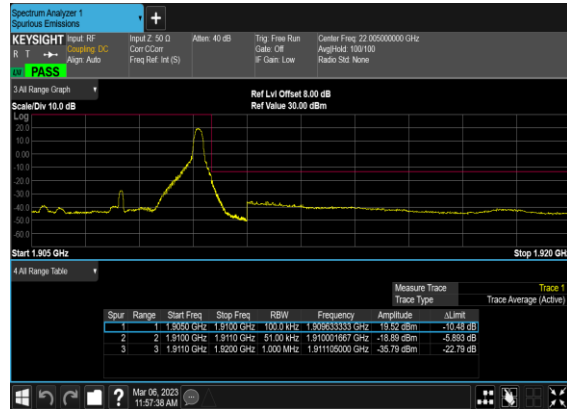 Spectrum Analyzer 1
Spurious Emissions
KEYSIGHT Input: RF Input Z: 50 Ω Atten: 40 dB Trig: Free Run Center Freq: 22.005000000 GHz
R T Coupling: DC Corr CCorr Gate: Off Avg|Hold: 100/100
Align: Auto Freq Ref: Int (S) IF Gain: Low Radio Std: None
PASS
3 All Range Graph
Ref Lvl Offset 8.00 dB
Scale/Div 10.0 dB Ref Value 30.00 dBm
Log
20.0
10.0
0.00
-10.0
-20.0
-30.0
-40.0
-50.0
-60.0
Start 1.905 GHz Stop 1.920 GH
4 All Range Table
Measure Trace Trace 1
Trace Type Trace Average (Active)
Spur Range Start Freq Stop Freq RBW Frequency Amplitude ΔLimit
1 1 1.9050 GHz 1.9100 GHz 100.0 kHz 1.909633333 GHz 19.52 dBm -10.48 dB
2 2 1.9100 GHz 1.9110 GHz 51.00 kHz 1.910001667 GHz -18.89 dBm -5.893 dB
3 3 1.9110 GHz 1.9200 GHz 1.000 MHz 1.911105000 GHz -35.79 dBm -22.79 dB
? Mar 06, 2023
11:57:38 AM